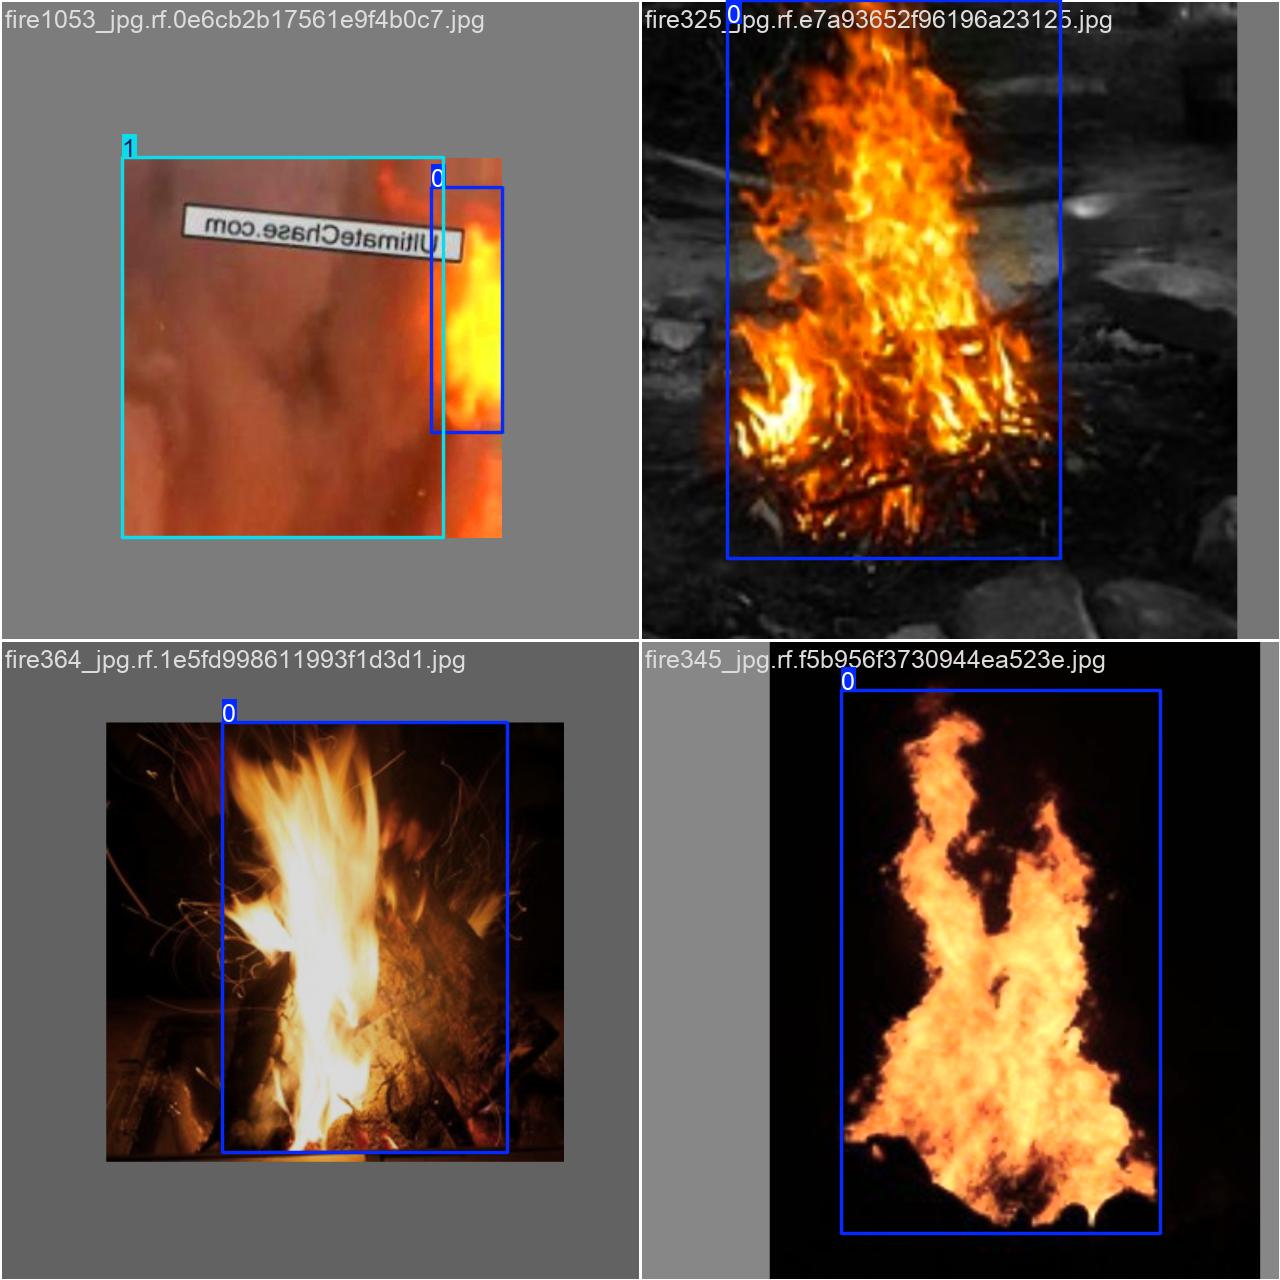 fire1053_jpg.rf.0e6cb2b17561e9f4b0c7.jpg
fire325_jpg.rf.e7a93652f96196a23125.jpg
0
1
0
UltimateChase.com
fire364_jpg.rf.1e5fd998611993f1d3d1.jpg
fire345_jpg.rf.f5b956f3730944ea523e.jpg
0
0